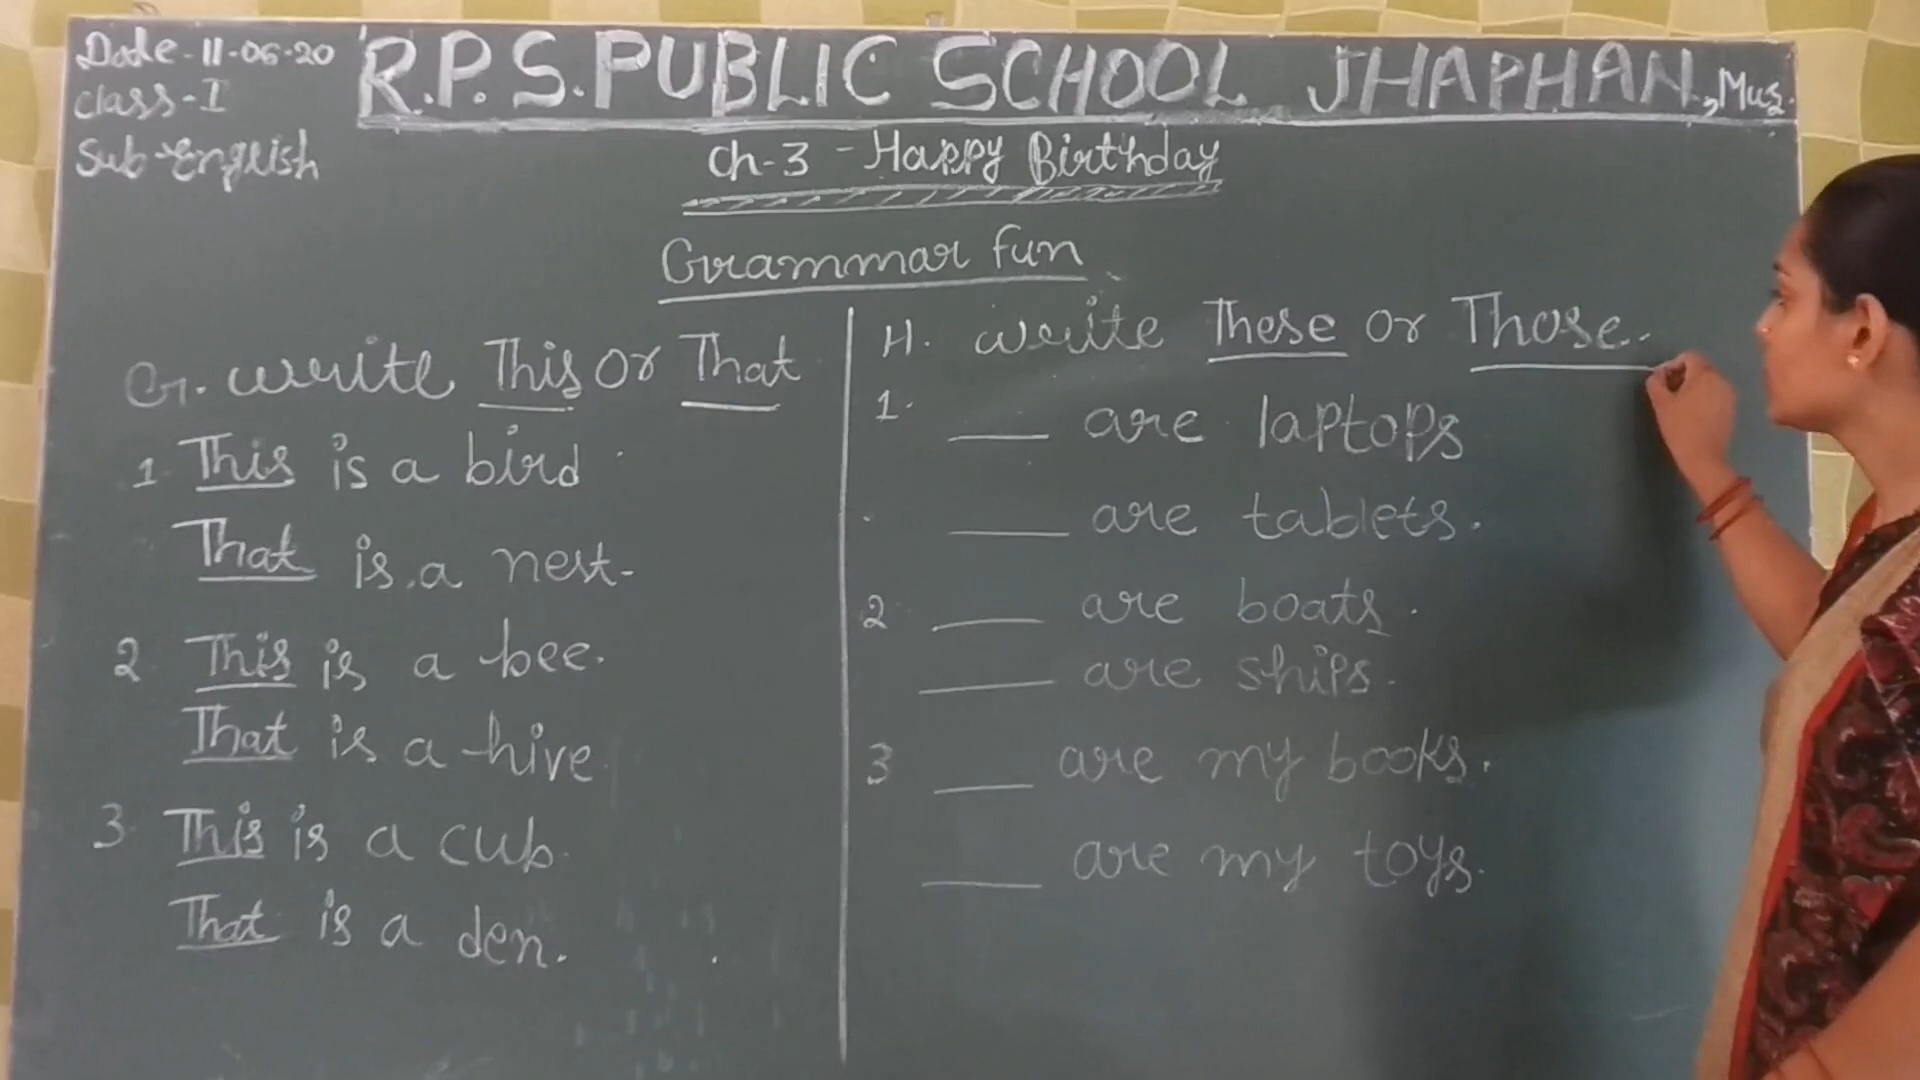 Date-11-06-20
Class-I
Sub-English
R.P.S.PUBLIC SCHOOL JHAPHAN, Muz.
Ch-3 - Happy Birthday
Grammar fun
G. write This or That
1 This is a bird
That is a nest-
2 This is a bee.
That is a hive
3 This is a cub.
That is a den.
H. write These or Those.
1. ___ are laptops
___ are tablets.
2 ___ are boats.
___ are ships.
3 ___ are my books.
___ are my toys.